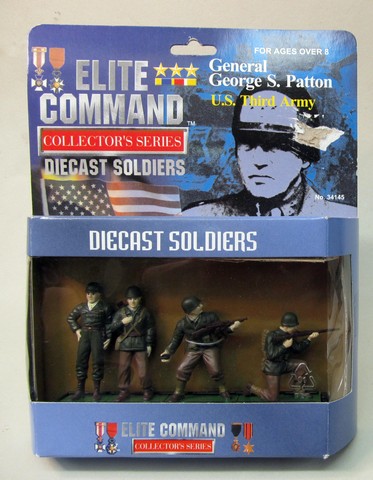 FOR AGES OVER 8
General
George S. Patton
U.S. Third Army
ELITE
COMMAND
TM
COLLECTOR'S SERIES
DIECAST SOLDIERS
No. 34145
DIECAST SOLDIERS
ELITE COMMAND
COLLECTOR'S SERIES